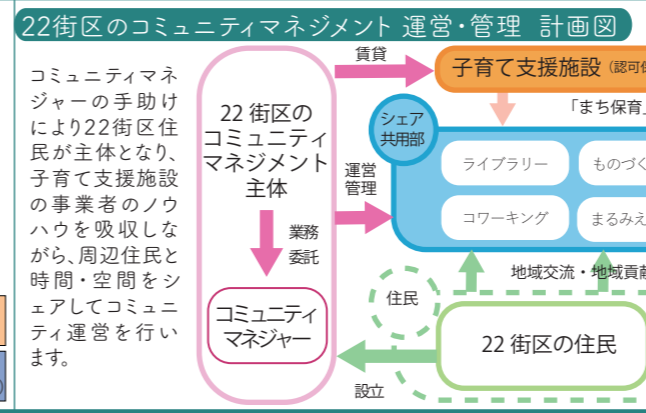 22街区のコミュニティマネジメント 運営・管理 計画図
コミュニティマネ
ジャーの手助け
により22街区住
民が主体となり、
子育て支援施設
の事業者のノウ
ハウを吸収しな
がら、周辺住民と
時間・空間をシ
ェアしてコミュニ
ティ運営を行い
ます。
22 街区の
コミュニティ
マネジメント
主体
業務
委託
コミュニティ
マネジャー
賃貸
運営
管理
子育て支援施設 (認可保
「まち保育」
シェア
共用部
ライブラリー
ものづく
コワーキング
まるみえ
地域交流・地域貢献
住民
22 街区の住民
設立